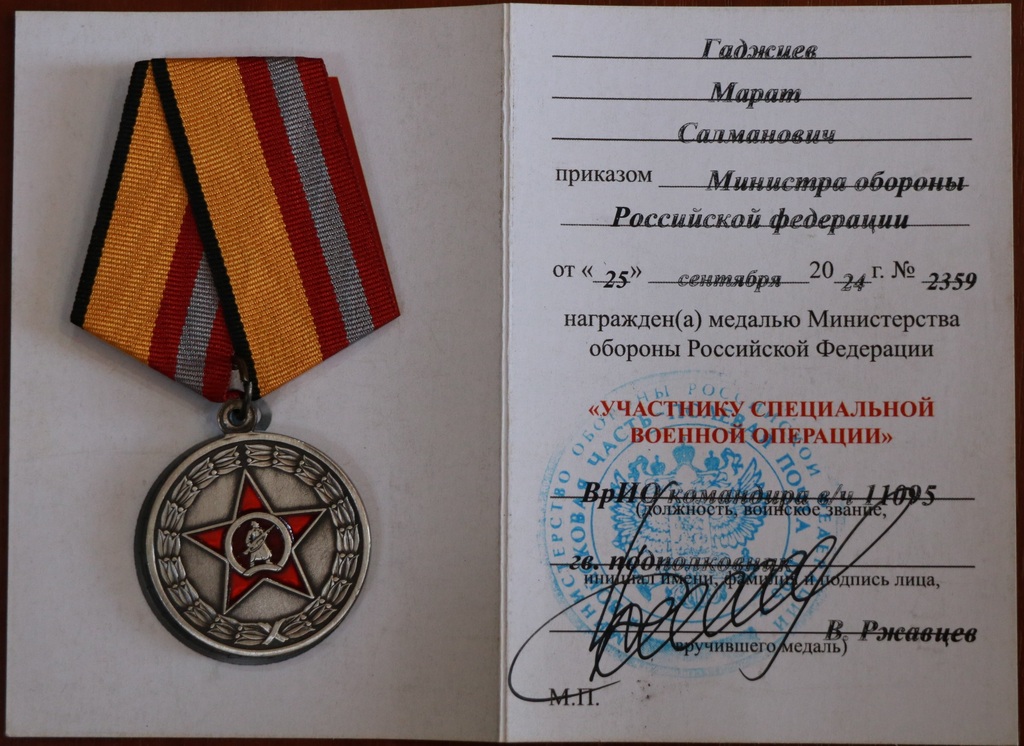 Гаджиев
Марат
Салманович
приказом Министра обороны
Российской федерации
от «25» сентября 2024 г. № 2359
награжден(а) медалью Министерства
обороны Российской Федерации
«УЧАСТНИКУ СПЕЦИАЛЬНОЙ
ВОЕННОЙ ОПЕРАЦИИ»
ВрИО командира в/ч 11095
(должность, воинское звание,
гв. подполковник
инициал имени, фамилия и подпись лица,
В. Ржавцев
вручившего медаль)
М.П.